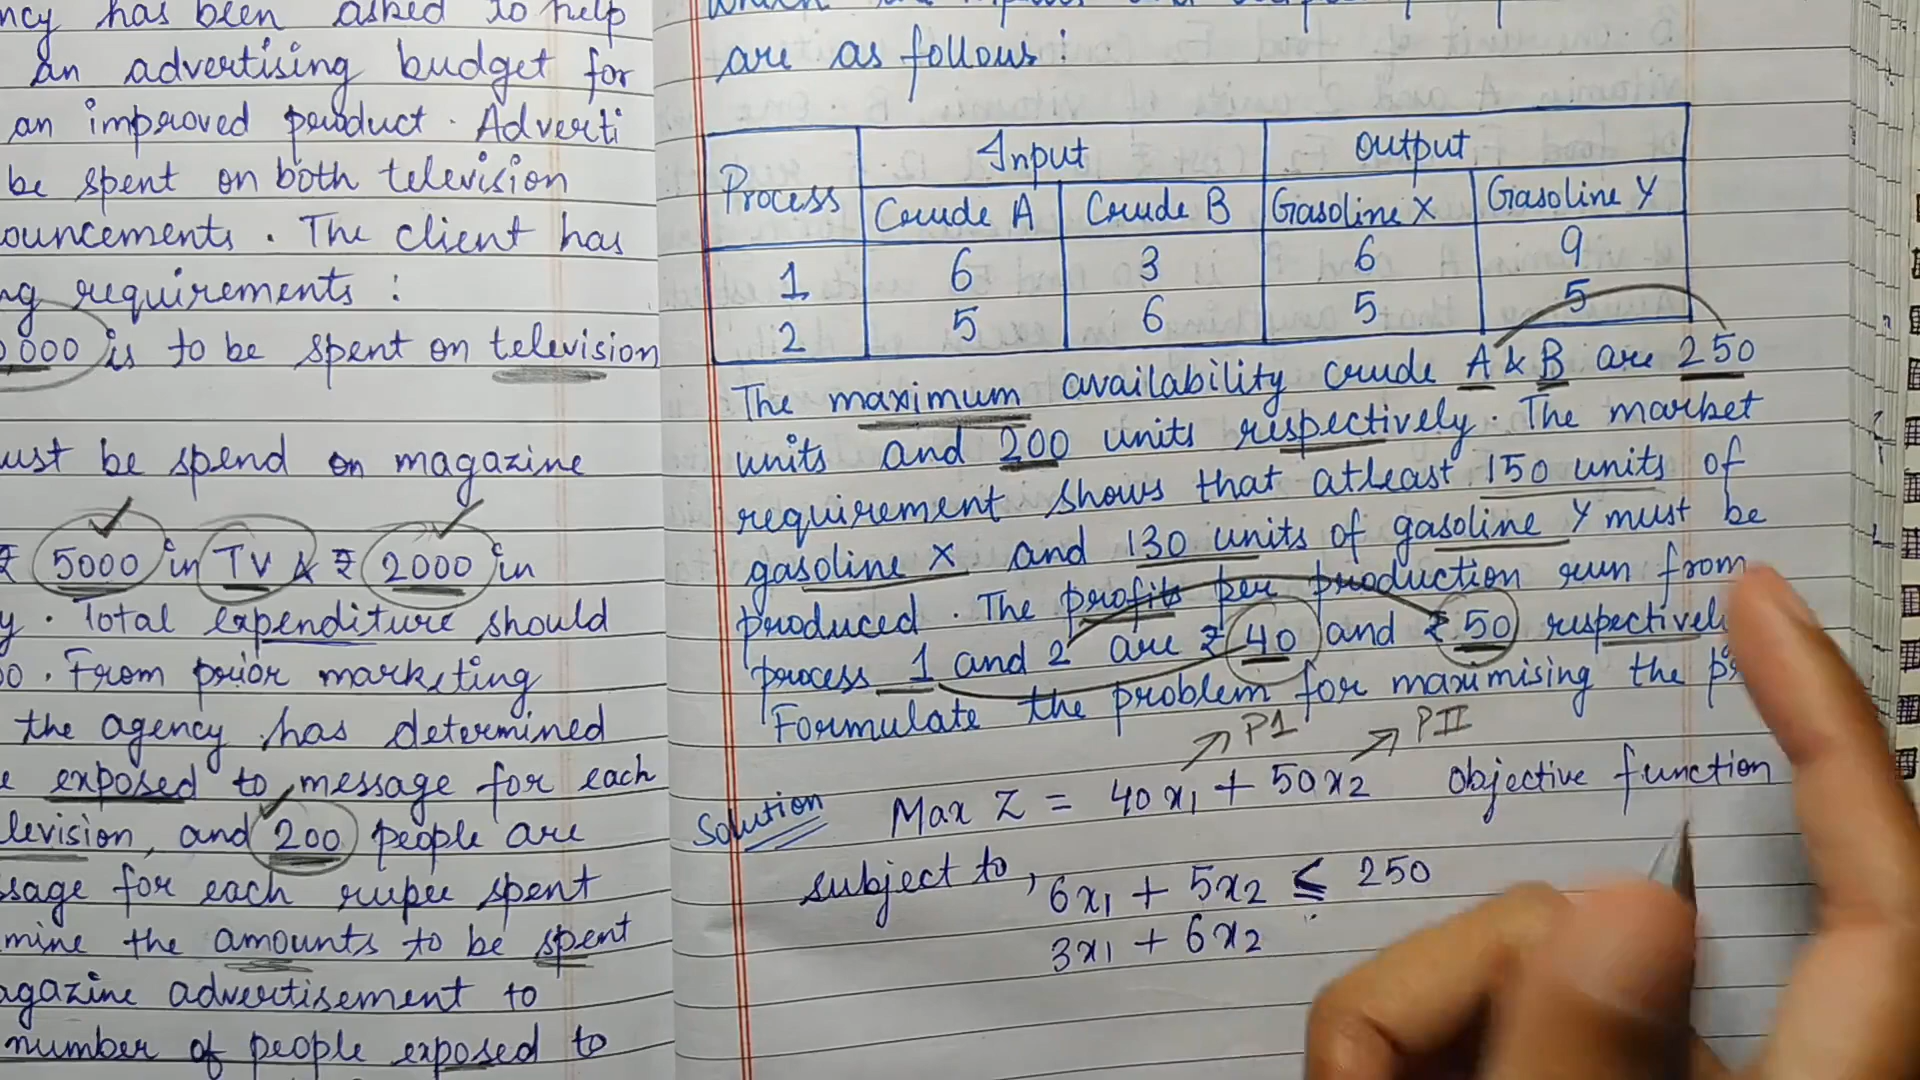 has been asked to help
an advertising budget for
an improved product. Adverti
be spent on both television
ouncements. The client has
ng requirements :
,000 is to be spent on television
ust be spend on magazine
₹ 5000 in TV & ₹ 2000 in
y. Total expenditure should
0. From prior marketing
the agency has determined
e exposed to message for each
levision, and 200 people are
ssage for each rupee spent
mine the amounts to be spent
agazine advertisement to
number of people exposed to
are as follows :
Process Input Output
Crude A Crude B Gasoline X Gasoline Y
1 6 3 6 9
2 5 6 5 5
The maximum availability crude A & B are 250
units and 200 units respectively. The market
requirement shows that atleast 150 units of
gasoline X and 130 units of gasoline Y must be
produced. The profits per production run from
process 1 and 2 are ₹ 40 and ₹ 50 respectively
Formulate the problem for maximising the
P1 PII
Solution Max Z = 40x1 + 50x2 Objective function
subject to, 6x1 + 5x2 ≤ 250
3x1 + 6x2